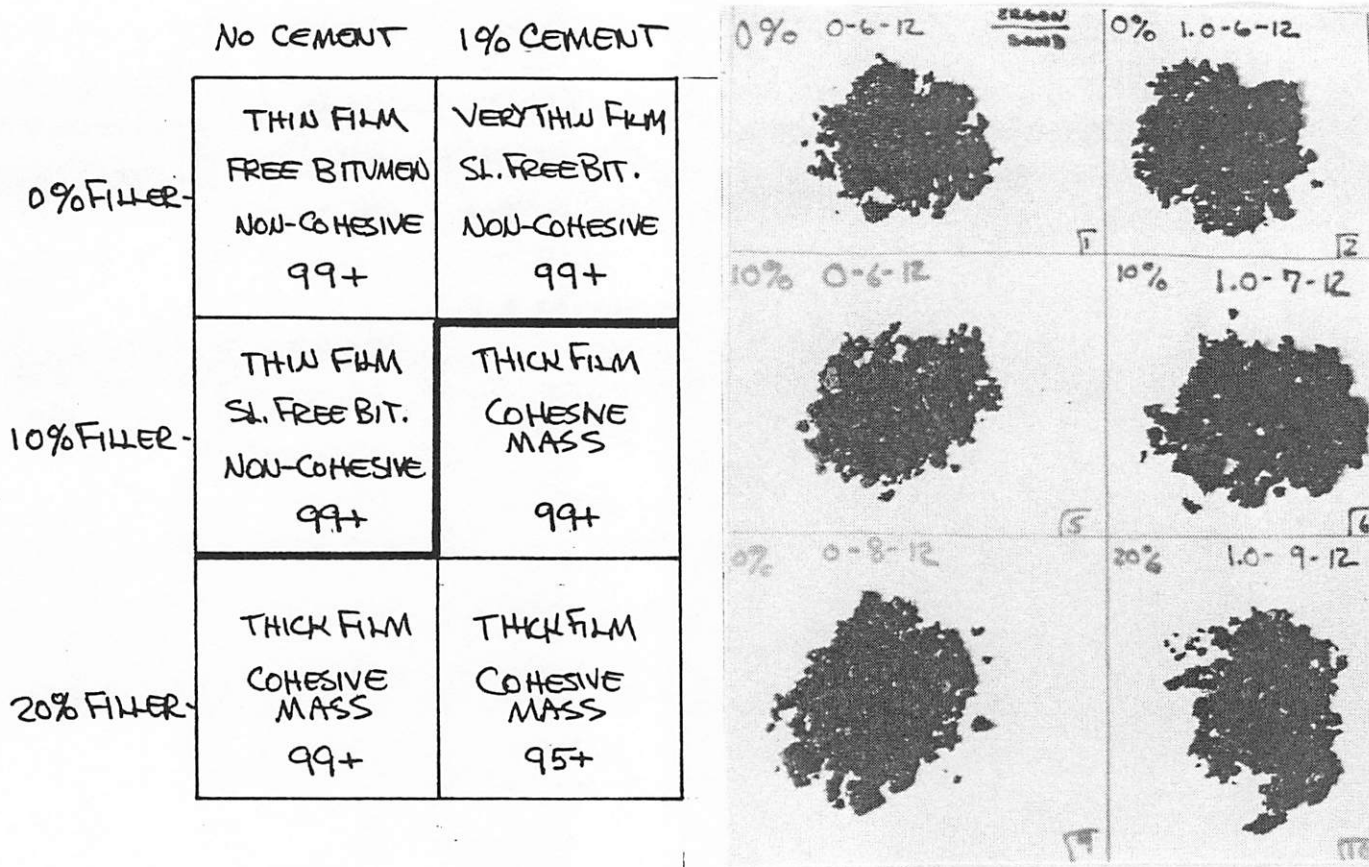 NO CEMENT 1% CEMENT
0% FILLER-
THIN FILM
FREE BITUMEN
NON-COHESIVE
99+
VERY THIN FILM
SL. FREE BIT.
NON-COHESIVE
99+
10% FILLER-
THIN FILM
SL. FREE BIT.
NON-COHESIVE
99+
THICK FILM
COHESIVE
MASS
99+
20% FILLER-
THICK FILM
COHESIVE
MASS
99+
THICK FILM
COHESIVE
MASS
95+
0% 0-6-12
1
0% 1.0-6-12
2
10% 0-6-12
5
10% 1.0-7-12
6
0% 0-8-12
9
20% 1.0-9-12
10